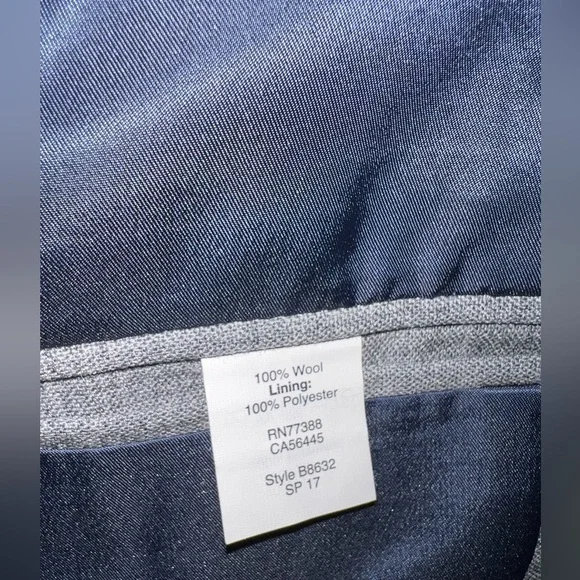 100% Wool
Lining:
100% Polyester
RN77388
CA56445
Style B8632
SP 17